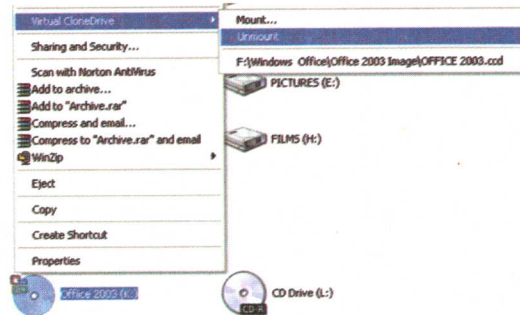 Virtual CloneDrive
Sharing and Security...
Scan with Norton AntiVirus
Add to archive...
Add to "Archive.rar"
Compress and email...
Compress to "Archive.rar" and email
WinZip
Eject
Copy
Create Shortcut
Properties
Mount...
Unmount
F:\Windows Office\Office 2003 Image\OFFICE 2003.ccd
PICTURES (E:)
FILMS (H:)
Office 2003 (K:)
CD-R
CD Drive (L:)